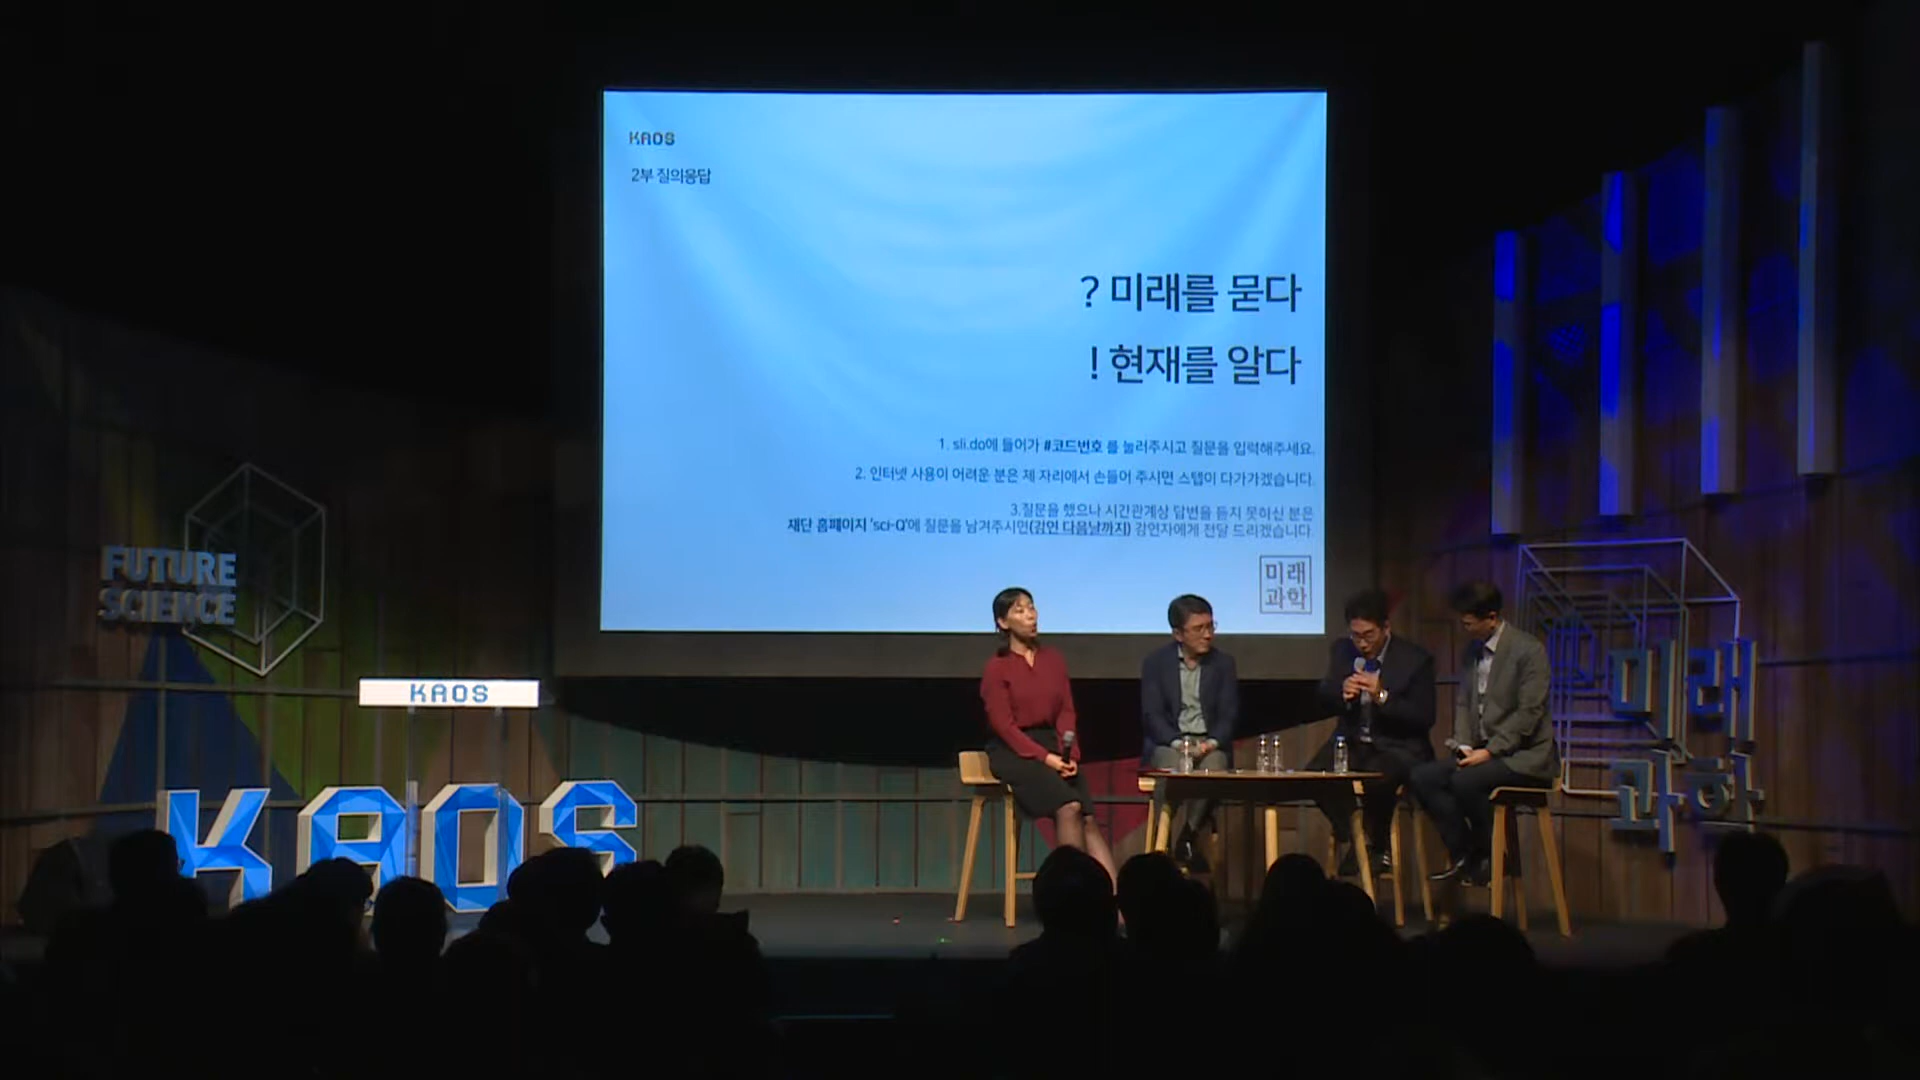 KAOS
2부 질의응답
? 미래를 묻다
! 현재를 알다
1. sli.do에 들어가 #코드번호 를 눌러주시고 질문을 입력해주세요.
2. 인터넷 사용이 어려운 분은 제 자리에서 손들어 주시면 스텝이 다가가겠습니다.
3.질문을 했으나 시간관계상 답변을 듣지 못하신 분은
재단 홈페이지 'sci-Q'에 질문을 남겨주시면(강연 다음날까지) 강연자에게 전달 드리겠습니다.
미래
과학
FUTURE
SCIENCE
KAOS
KAOS
미래
과학